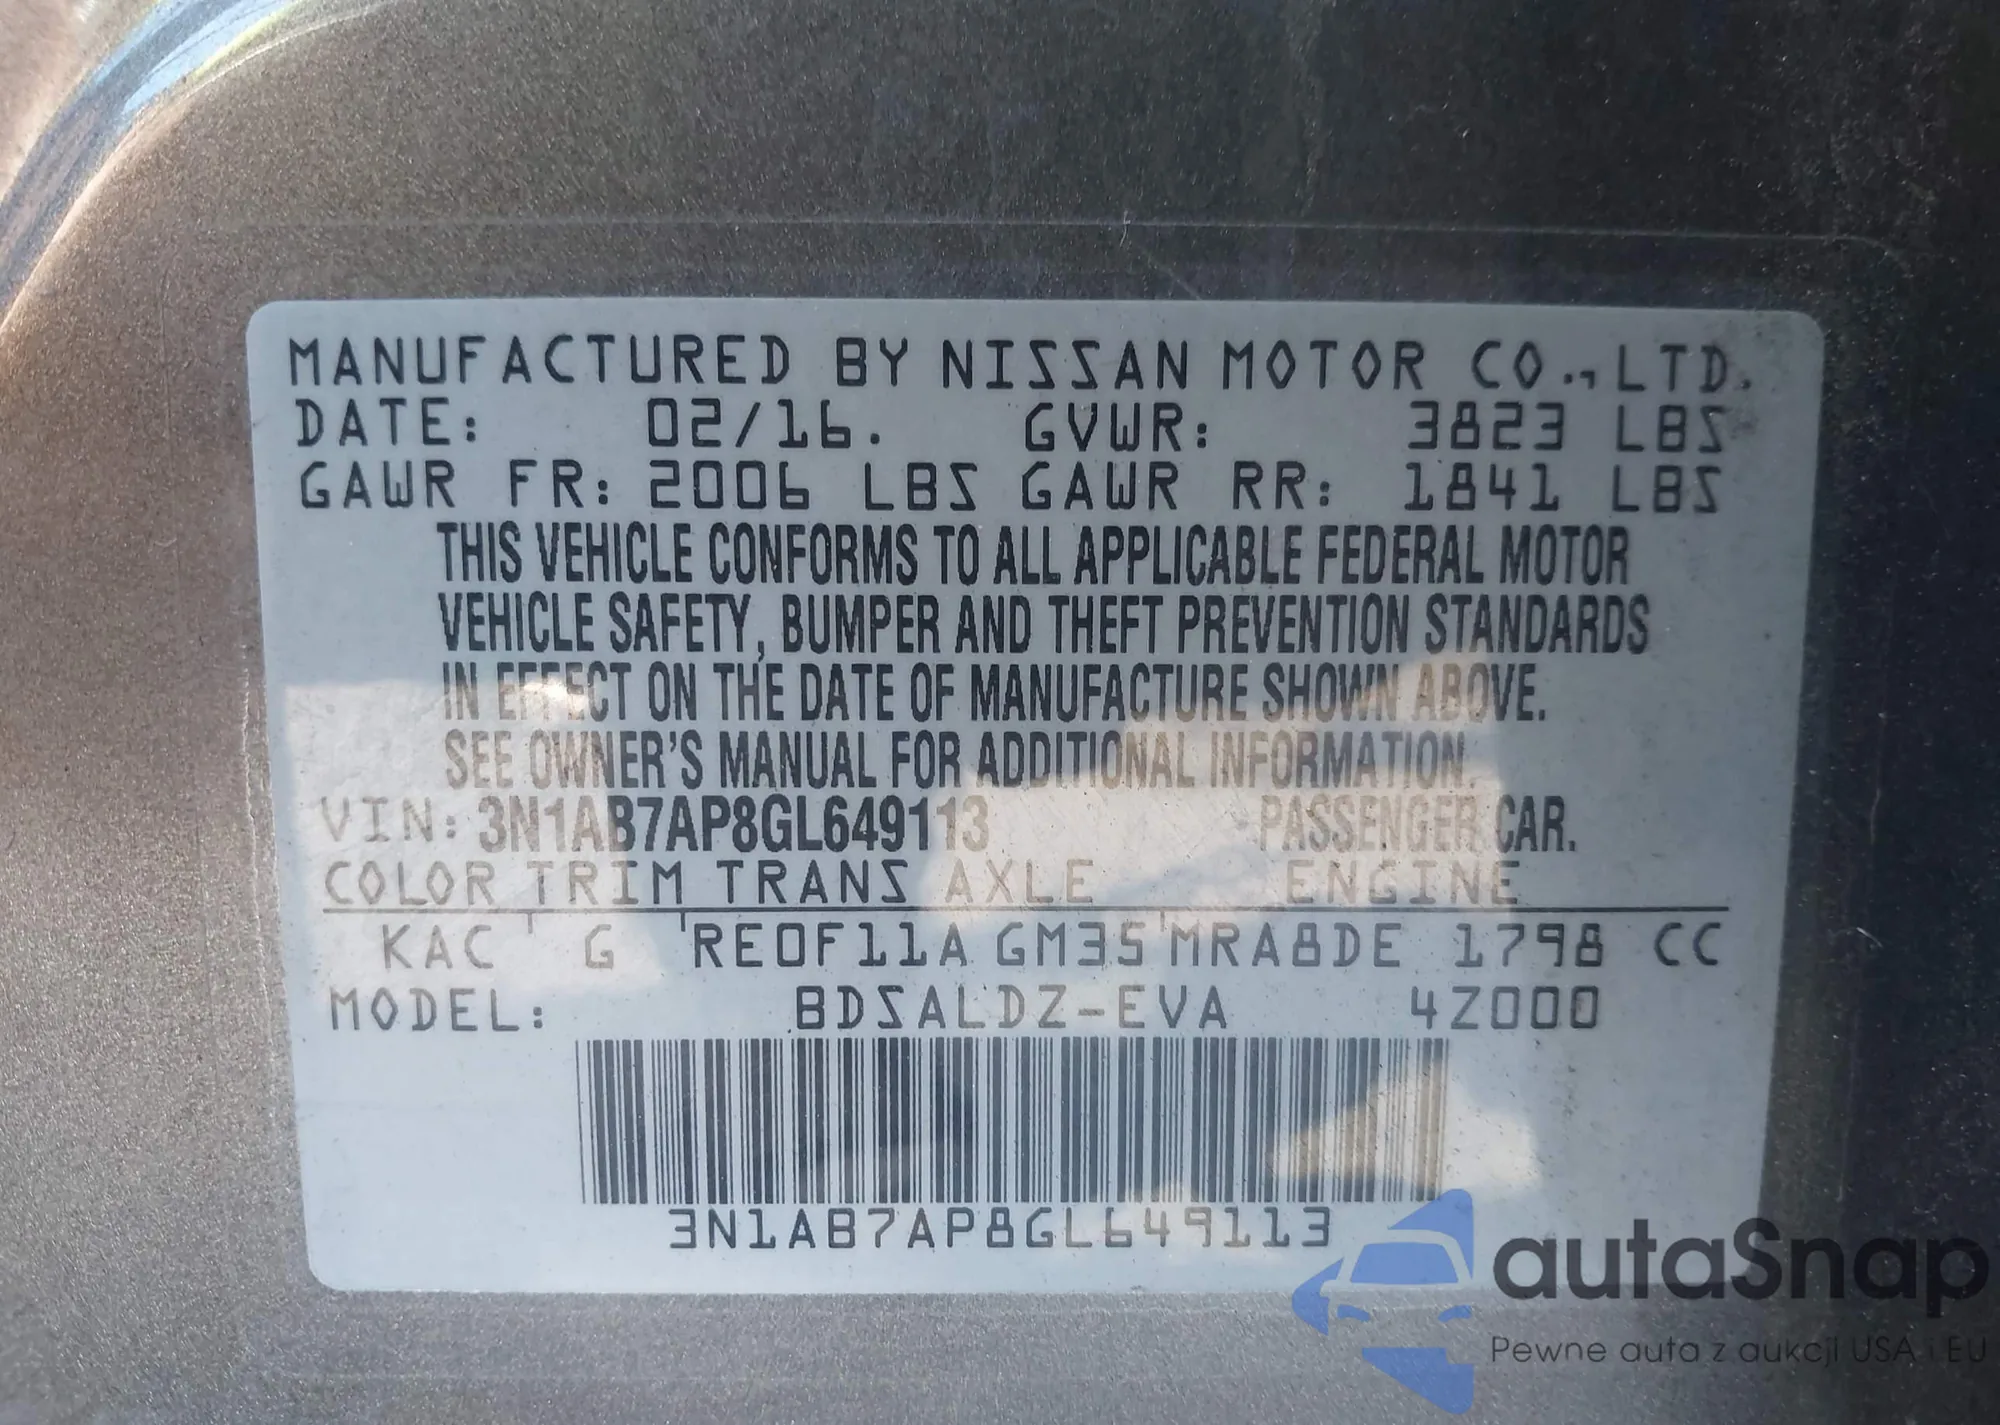 MANUFACTURED BY NISSAN MOTOR CO., LTD.
DATE: 02/16. GVWR: 3823 LBS
GAWR FR: 2006 LBS GAWR RR: 1841 LBS
THIS VEHICLE CONFORMS TO ALL APPLICABLE FEDERAL MOTOR
VEHICLE SAFETY, BUMPER AND THEFT PREVENTION STANDARDS
IN EFFECT ON THE DATE OF MANUFACTURE SHOWN ABOVE.
SEE OWNER'S MANUAL FOR ADDITIONAL INFORMATION.
VIN: 3N1AB7AP8GL649113 PASSENGER CAR.
COLOR TRIM TRANS AXLE ENGINE
KAC G RE0F11A GM35 MRA8DE 1798 CC
MODEL: BDSALDZ-EVA 4Z000
3N1AB7AP8GL649113
autaSnap
Pewne auta z aukcji USA i EU